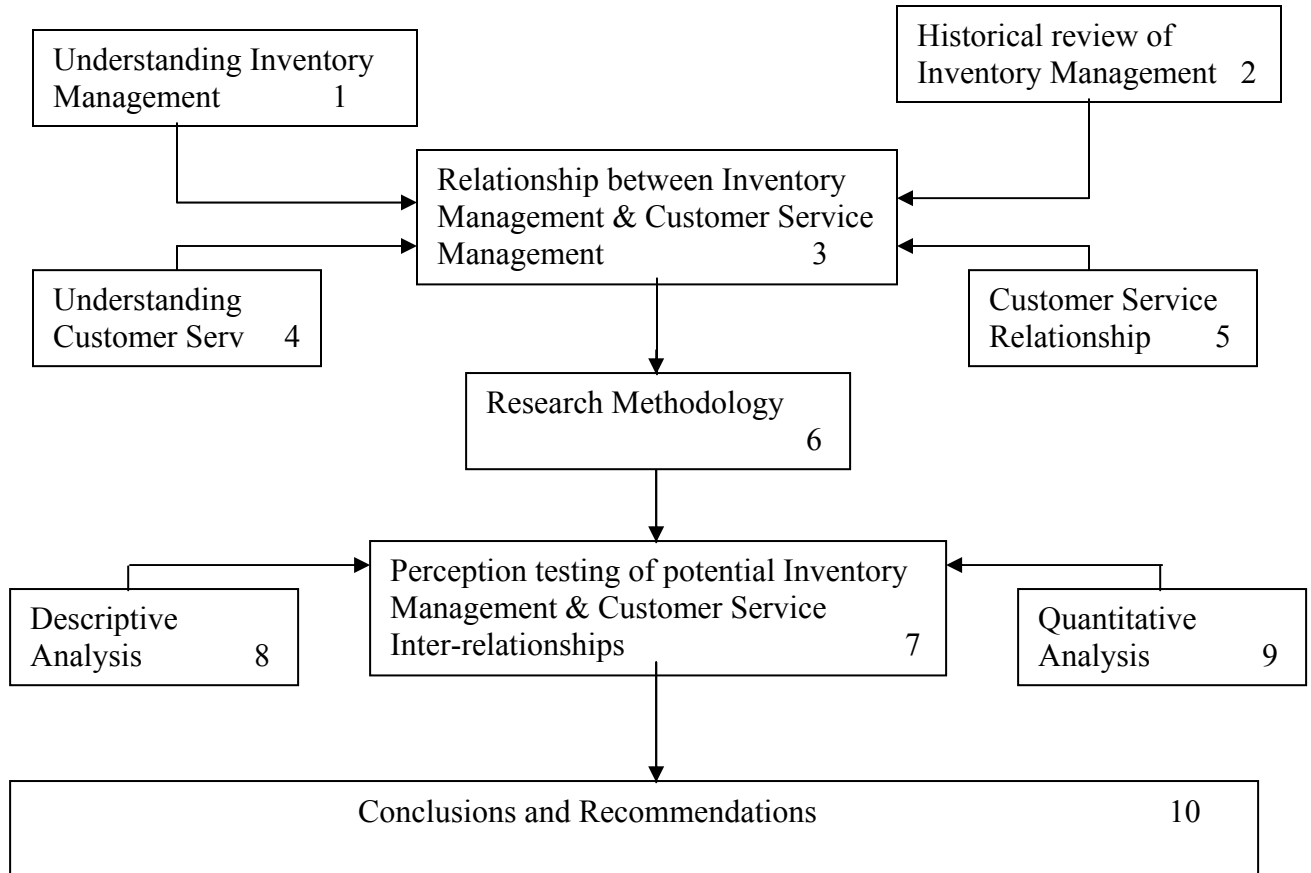 Understanding Inventory
Management 1
Historical review of
Inventory Management 2
Relationship between Inventory
Management & Customer Service
Management 3
Understanding
Customer Serv 4
Customer Service
Relationship 5
Research Methodology
6
Perception testing of potential Inventory
Management & Customer Service
Inter-relationships 7
Descriptive
Analysis 8
Quantitative
Analysis 9
Conclusions and Recommendations 10